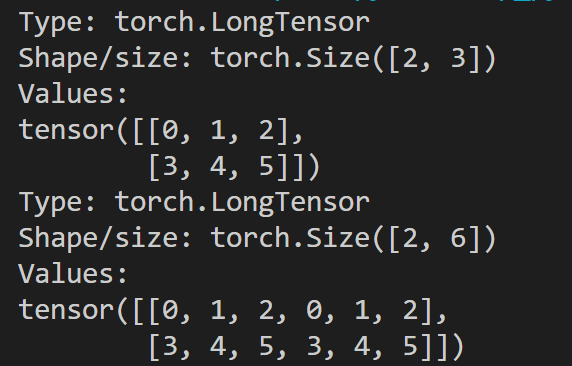 Type: torch.LongTensor
Shape/size: torch.Size([2, 3])
Values:
tensor([[0, 1, 2],
        [3, 4, 5]])
Type: torch.LongTensor
Shape/size: torch.Size([2, 6])
Values:
tensor([[0, 1, 2, 0, 1, 2],
        [3, 4, 5, 3, 4, 5]])